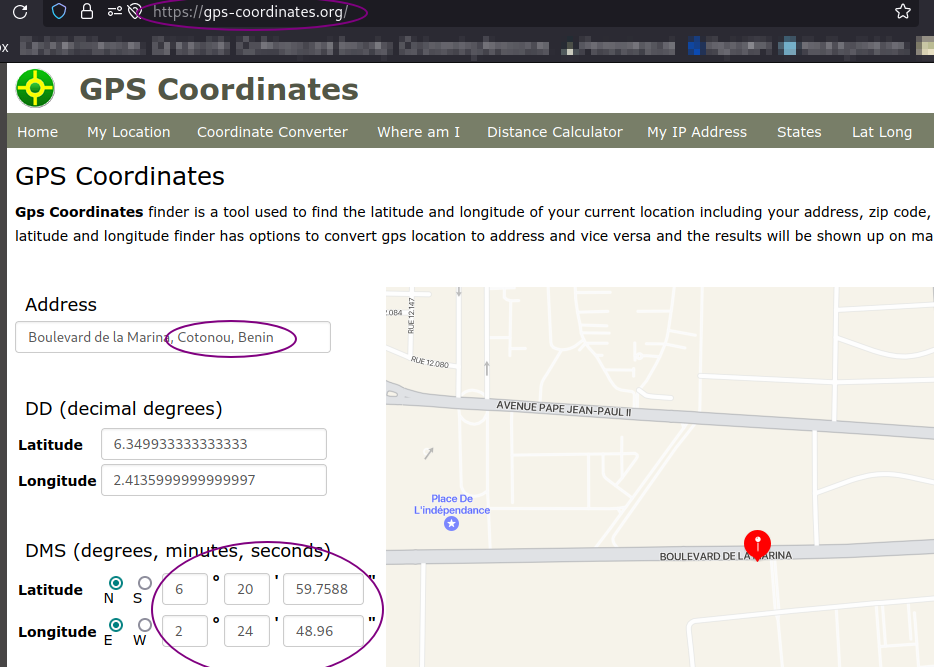 https://gps-coordinates.org/
GPS Coordinates
Home My Location Coordinate Converter Where am I Distance Calculator My IP Address States Lat Long
GPS Coordinates
Gps Coordinates finder is a tool used to find the latitude and longitude of your current location including your address, zip code,
latitude and longitude finder has options to convert gps location to address and vice versa and the results will be shown up on ma
Address
Boulevard de la Marina, Cotonou, Benin
DD (decimal degrees)
Latitude 6.349933333333333
Longitude 2.4135999999999997
DMS (degrees, minutes, seconds)
Latitude N S 6 ° 20 ' 59.7588 "
Longitude E W 2 ° 24 ' 48.96 "
2.084
RUE 12.147
RUE 12.080
AVENUE PAPE JEAN-PAUL II
Place De
L'indépendance
BOULEVARD DE LA MARINA